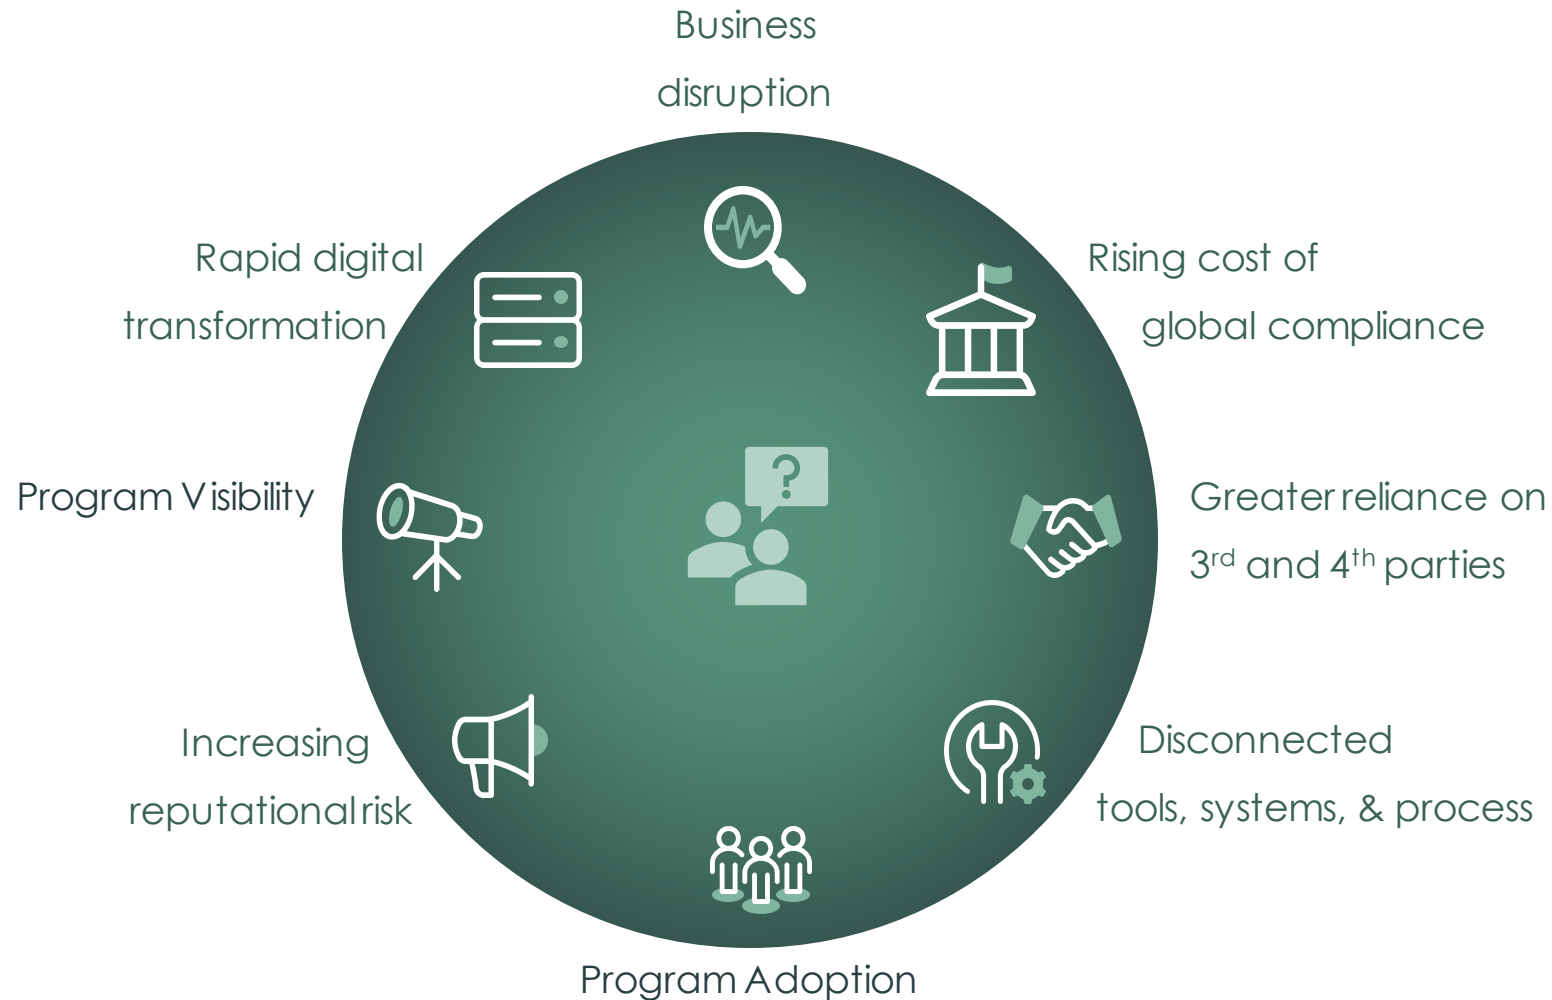 Business
disruption
Rising cost of
global compliance
Greater reliance on
3rd and 4th parties
Disconnected
tools, systems, & process
Program Adoption
Increasing
reputational risk
Program Visibility
Rapid digital
transformation
?